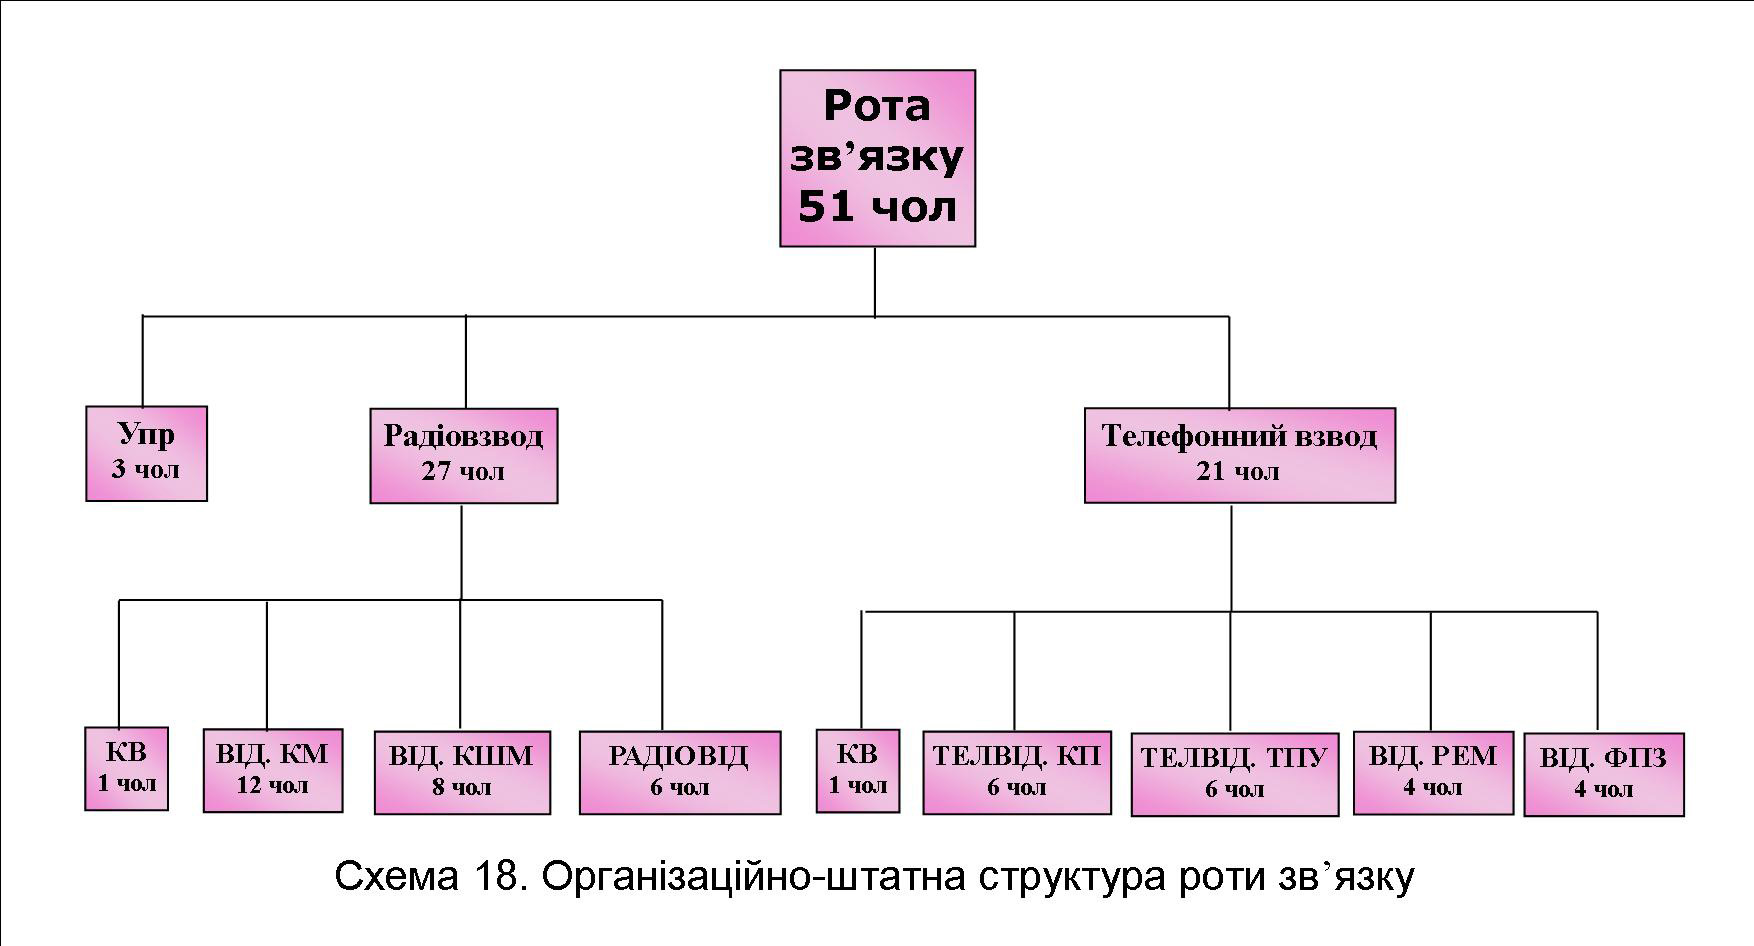 Рота
зв’язку
51 чол
Упр
3 чол
Радіовзвод
27 чол
Телефонний взвод
21 чол
КВ
1 чол
ВІД. КМ
12 чол
ВІД. КШМ
8 чол
РАДІОВІД
6 чол
КВ
1 чол
ТЕЛВІД. КП
6 чол
ТЕЛВІД. ТПУ
6 чол
ВІД. РЕМ
4 чол
ВІД. ФПЗ
4 чол
Схема 18. Організаційно-штатна структура роти зв’язку